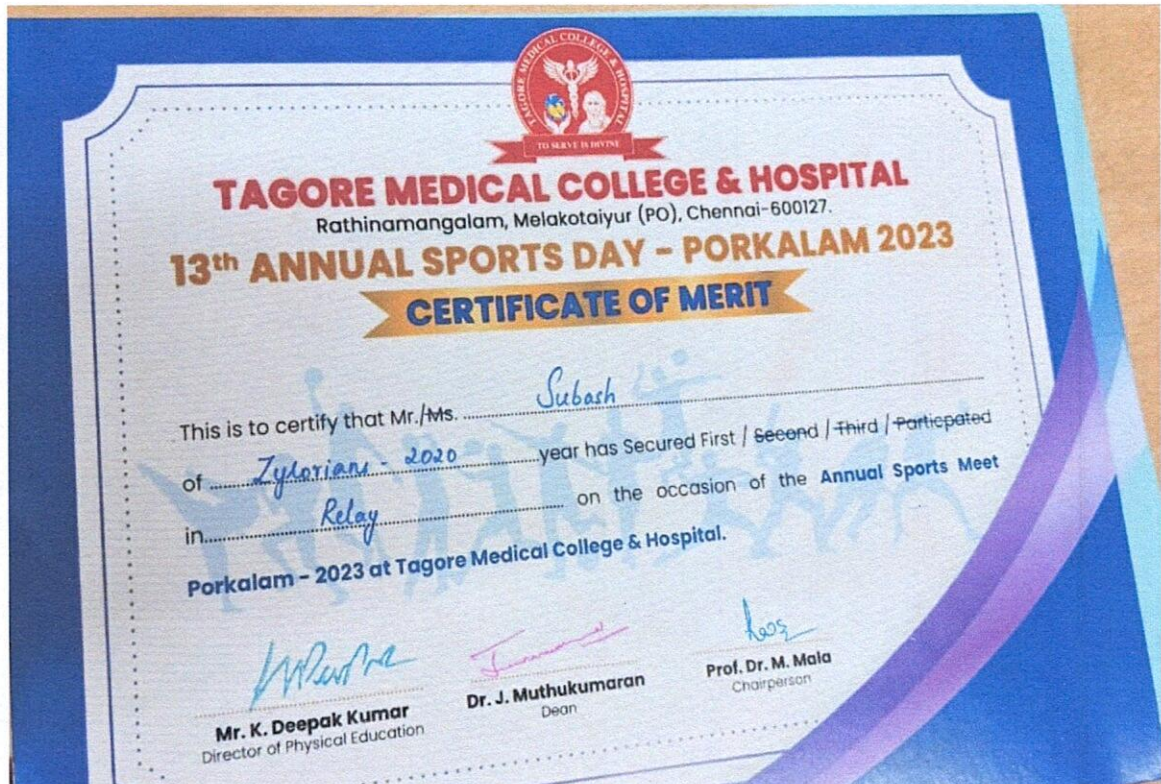 TAGORE MEDICAL COLLEGE & HOSPITAL
TO SERVE IS DIVINE
TAGORE MEDICAL COLLEGE & HOSPITAL
Rathinamangalam, Melakotaiyur (PO), Chennai-600127.
13th ANNUAL SPORTS DAY - PORKALAM 2023
CERTIFICATE OF MERIT
This is to certify that Mr./Ms. Subash
of Zylorians - 2020 year has Secured First / Second / Third / Particpated
in Relay on the occasion of the Annual Sports Meet
Porkalam - 2023 at Tagore Medical College & Hospital.
Mr. K. Deepak Kumar
Director of Physical Education
Dr. J. Muthukumaran
Dean
Prof. Dr. M. Mala
Chairperson